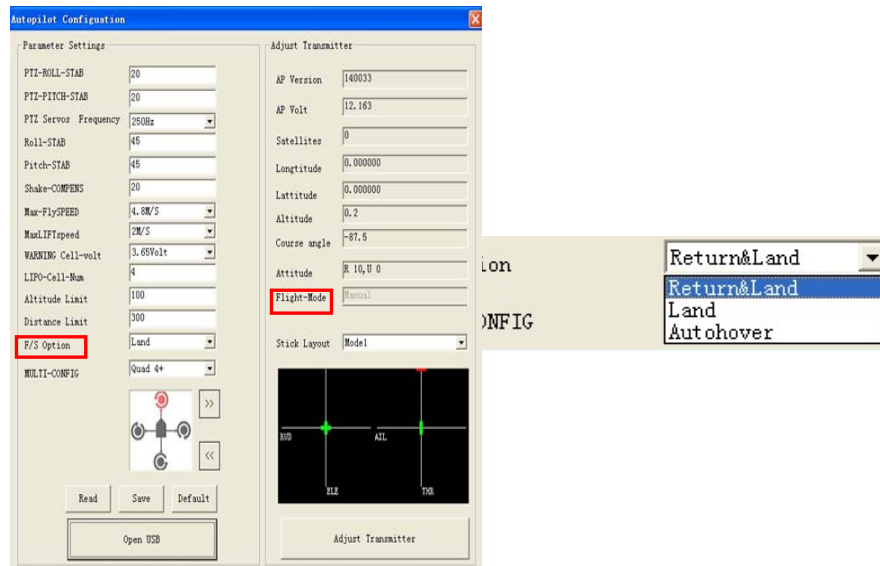 Autopilot Configuation
Parameter Settings
PTZ-ROLL-STAB 20
PTZ-PITCH-STAB 20
PTZ Servos Frequency 250Hz
Roll-STAB 45
Pitch-STAB 45
Shake-COMPENS 20
Max-FlySPEED 4.8M/S
MaxLIFTspeed 2M/S
WARNING Cell-volt 3.65Volt
LIPO-Cell-Num 4
Altitude Limit 100
Distance Limit 300
F/S Option Land
MULTI-CONFIG Quad 4+
>>
<<
Read Save Default
Open USB
Adjust Transmitter
AP Version 140033
AP Volt 12.163
Satellites 0
Longtitude 0.000000
Lattitude 0.000000
Altitude 0.2
Course angle -87.5
Attitude R 10,U 0
Flight-Mode Manual
Stick Layout Model
RUD AIL
ELE THR
Adjust Transmitter
ion Return&Land
Return&Land
Land
ONFIG
Autohover